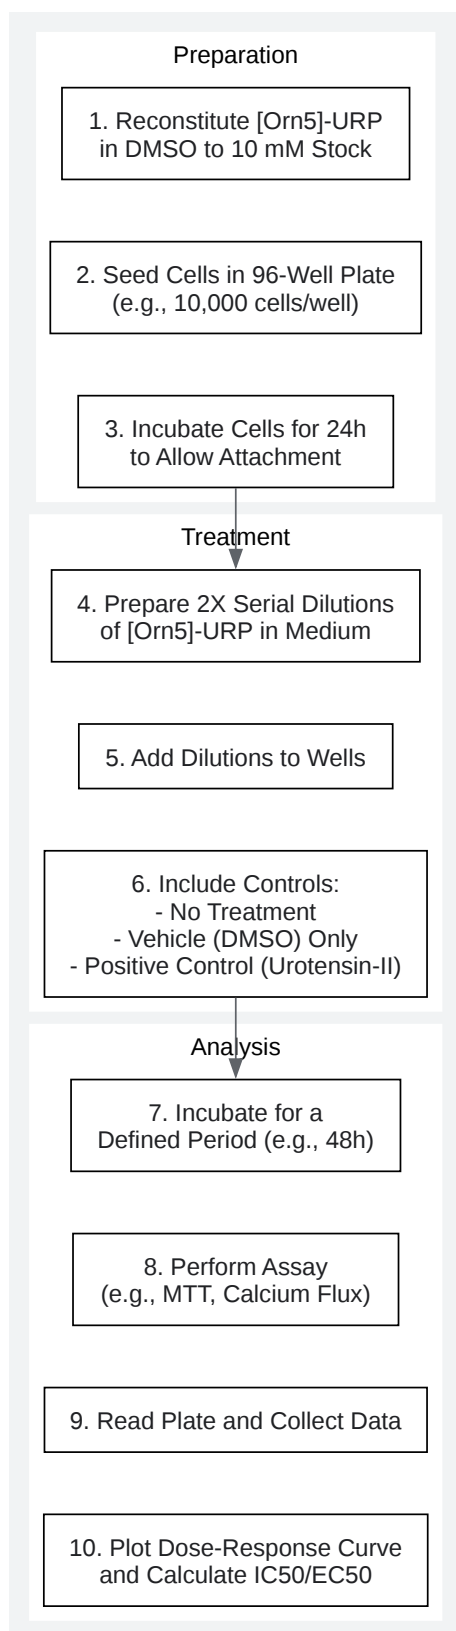 Preparation
1. Reconstitute [Orn5]-URP
in DMSO to 10 mM Stock
2. Seed Cells in 96-Well Plate
(e.g., 10,000 cells/well)
3. Incubate Cells for 24h
to Allow Attachment
Treatment
4. Prepare 2X Serial Dilutions
of [Orn5]-URP in Medium
5. Add Dilutions to Wells
6. Include Controls:
- No Treatment
- Vehicle (DMSO) Only
- Positive Control (Urotensin-II)
Analysis
7. Incubate for a
Defined Period (e.g., 48h)
8. Perform Assay
(e.g., MTT, Calcium Flux)
9. Read Plate and Collect Data
10. Plot Dose-Response Curve
and Calculate IC50/EC50